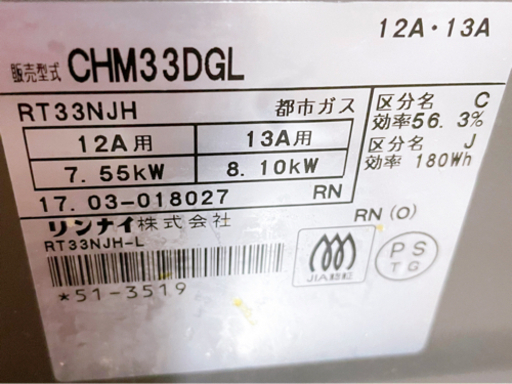 12A・13A
販売型式 CHM33DGL
RT33NJH 都市ガス
12A用 13A用
7.55kW 8.10kW
17.03-018027 RN
リンナイ株式会社
RT33NJH-L
*51-3519
区分名 C
効率56.3%
区分名 J
効率 180Wh
RN (O)
JIA認証
PS
TG